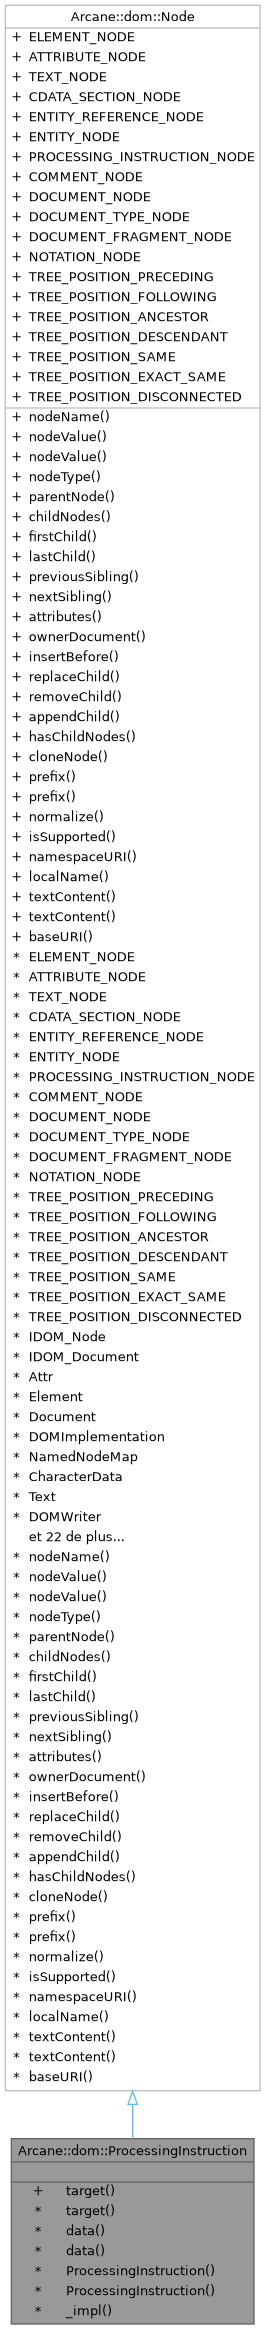 Arcane::dom::Node
+ ELEMENT_NODE
+ ATTRIBUTE_NODE
+ TEXT_NODE
+ CDATA_SECTION_NODE
+ ENTITY_REFERENCE_NODE
+ ENTITY_NODE
+ PROCESSING_INSTRUCTION_NODE
+ COMMENT_NODE
+ DOCUMENT_NODE
+ DOCUMENT_TYPE_NODE
+ DOCUMENT_FRAGMENT_NODE
+ NOTATION_NODE
+ TREE_POSITION_PRECEDING
+ TREE_POSITION_FOLLOWING
+ TREE_POSITION_ANCESTOR
+ TREE_POSITION_DESCENDANT
+ TREE_POSITION_SAME
+ TREE_POSITION_EXACT_SAME
+ TREE_POSITION_DISCONNECTED
+ nodeName()
+ nodeValue()
+ nodeValue()
+ nodeType()
+ parentNode()
+ childNodes()
+ firstChild()
+ lastChild()
+ previousSibling()
+ nextSibling()
+ attributes()
+ ownerDocument()
+ insertBefore()
+ replaceChild()
+ removeChild()
+ appendChild()
+ hasChildNodes()
+ cloneNode()
+ prefix()
+ prefix()
+ normalize()
+ isSupported()
+ namespaceURI()
+ localName()
+ textContent()
+ textContent()
+ baseURI()
* ELEMENT_NODE
* ATTRIBUTE_NODE
* TEXT_NODE
* CDATA_SECTION_NODE
* ENTITY_REFERENCE_NODE
* ENTITY_NODE
* PROCESSING_INSTRUCTION_NODE
* COMMENT_NODE
* DOCUMENT_NODE
* DOCUMENT_TYPE_NODE
* DOCUMENT_FRAGMENT_NODE
* NOTATION_NODE
* TREE_POSITION_PRECEDING
* TREE_POSITION_FOLLOWING
* TREE_POSITION_ANCESTOR
* TREE_POSITION_DESCENDANT
* TREE_POSITION_SAME
* TREE_POSITION_EXACT_SAME
* TREE_POSITION_DISCONNECTED
* IDOM_Node
* IDOM_Document
* Attr
* Element
* Document
* DOMImplementation
* NamedNodeMap
* CharacterData
* Text
* DOMWriter
et 22 de plus...
* nodeName()
* nodeValue()
* nodeValue()
* nodeType()
* parentNode()
* childNodes()
* firstChild()
* lastChild()
* previousSibling()
* nextSibling()
* attributes()
* ownerDocument()
* insertBefore()
* replaceChild()
* removeChild()
* appendChild()
* hasChildNodes()
* cloneNode()
* prefix()
* prefix()
* normalize()
* isSupported()
* namespaceURI()
* localName()
* textContent()
* textContent()
* baseURI()
Arcane::dom::ProcessingInstruction
+ target()
* target()
* data()
* data()
* ProcessingInstruction()
* ProcessingInstruction()
* _impl()